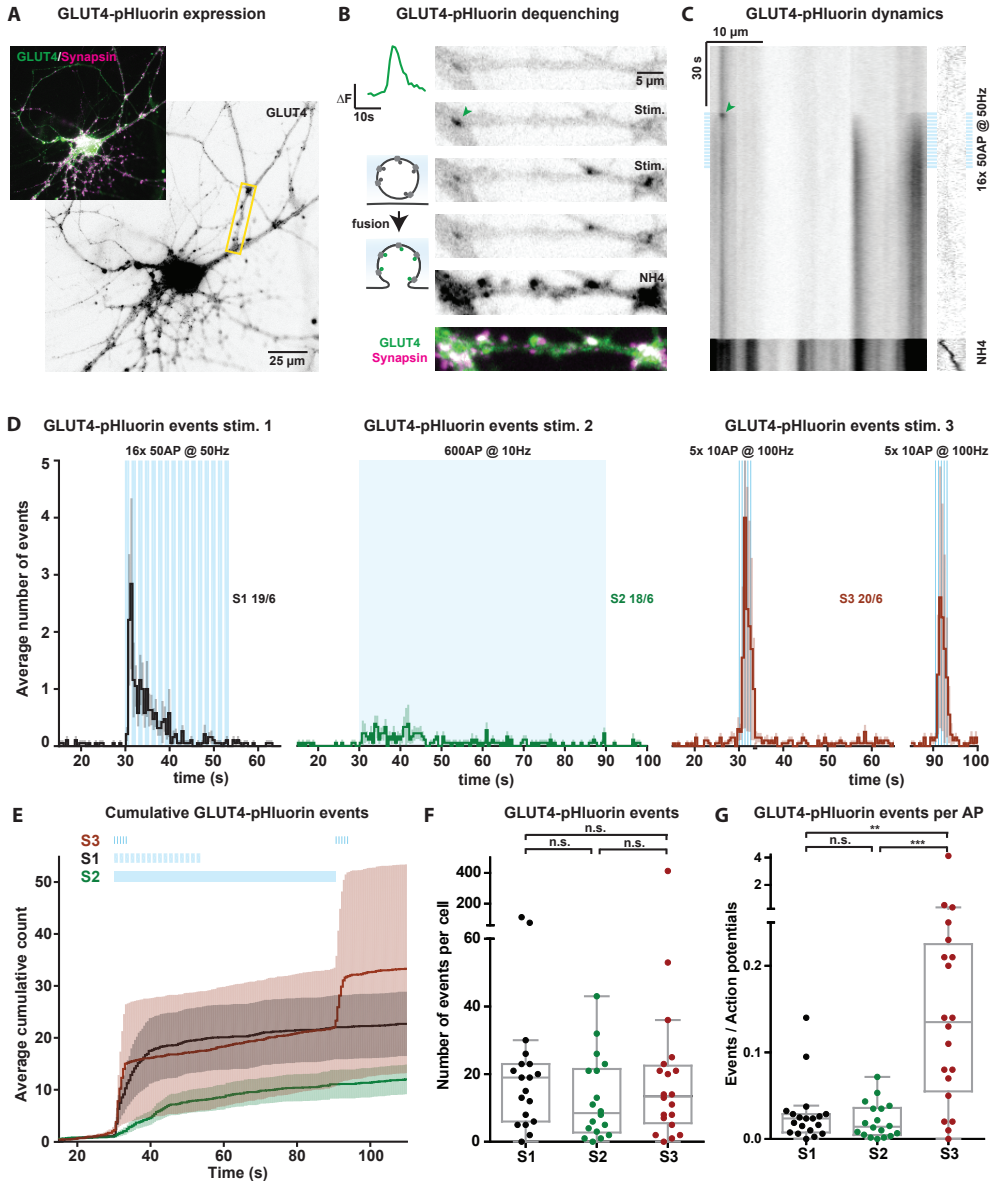 A
GLUT4-pHluorin expression
GLUT4/Synapsin
GLUT4
25 µm
B
GLUT4-pHluorin dequenching
ΔF
10s
fusion
5 µm
Stim.
Stim.
NH4
GLUT4
Synapsin
C
GLUT4-pHluorin dynamics
10 µm
30 s
16x 50AP @ 50Hz
NH4
D
GLUT4-pHluorin events stim. 1
16x 50AP @ 50Hz
GLUT4-pHluorin events stim. 2
600AP @ 10Hz
GLUT4-pHluorin events stim. 3
5x 10AP @ 100Hz
5x 10AP @ 100Hz
Average number of events
5
4
3
2
1
0
S1 19/6
S2 18/6
S3 20/6
20 30 40 50 60
time (s)
20 30 40 50 60 70 80 90 100
time (s)
20 30 40 50 60
90 100
time (s)
E
Cumulative GLUT4-pHluorin events
S3
S1
S2
Average cumulative count
50
40
30
20
10
0
20 40 60 80 100
Time (s)
F
GLUT4-pHluorin events
n.s.
n.s.
n.s.
Number of events per cell
400
200
60
40
20
0
S1 S2 S3
G
GLUT4-pHluorin events per AP
**
n.s.
***
Events / Action potentials
4
2
0.2
0.1
0.0
S1 S2 S3